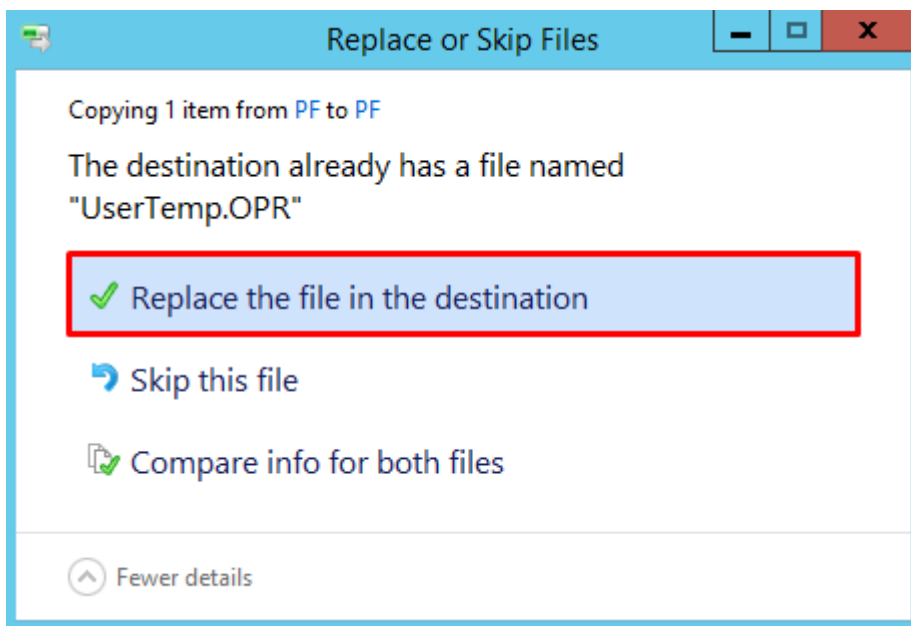 Replace or Skip Files
Copying 1 item from PF to PF
The destination already has a file named
"UserTemp.OPR"
Replace the file in the destination
Skip this file
Compare info for both files
Fewer details